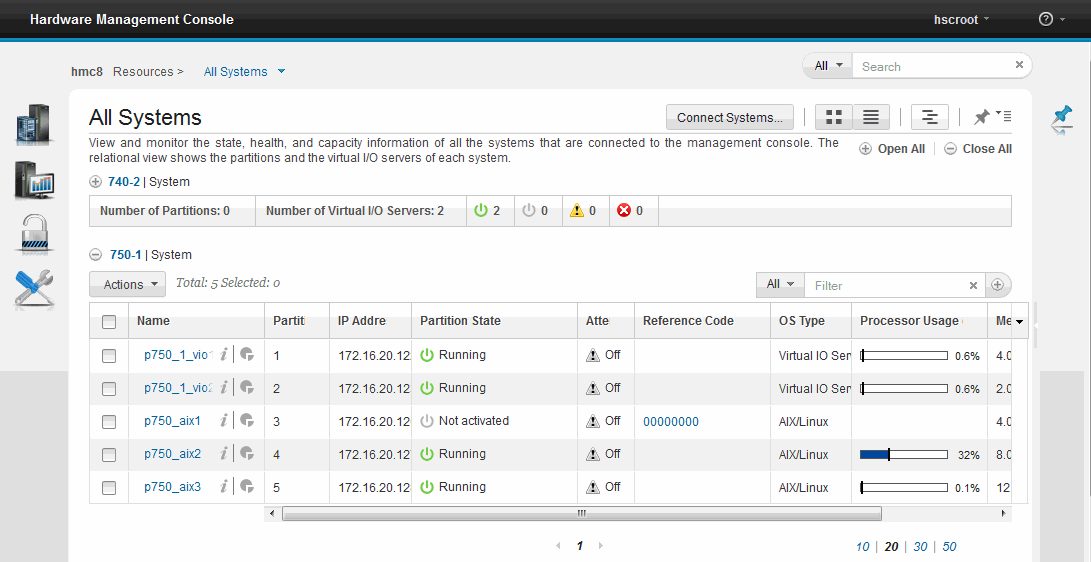 Hardware Management Console hscroot ?
hmc8 Resources > All Systems All Search
All Systems Connect Systems...
View and monitor the state, health, and capacity information of all the systems that are connected to the management console. The
relational view shows the partitions and the virtual I/O servers of each system.
Open All Close All
740-2 | System
Number of Partitions: 0 Number of Virtual I/O Servers: 2 2 0 0 0
750-1 | System
Actions Total: 5 Selected: 0 All Filter
Name Partiti IP Addre Partition State Atte Reference Code OS Type Processor Usage Me
p750_1_vio1 i 1 172.16.20.12 Running Off Virtual IO Ser 0.6% 4.0
p750_1_vio2 i 2 172.16.20.12 Running Off Virtual IO Ser 0.6% 2.0
p750_aix1 i 3 172.16.20.12 Not activated Off 00000000 AIX/Linux 4.0
p750_aix2 i 4 172.16.20.12 Running Off AIX/Linux 32% 8.0
p750_aix3 i 5 172.16.20.12 Running Off AIX/Linux 0.1% 12
1 10 | 20 | 30 | 50